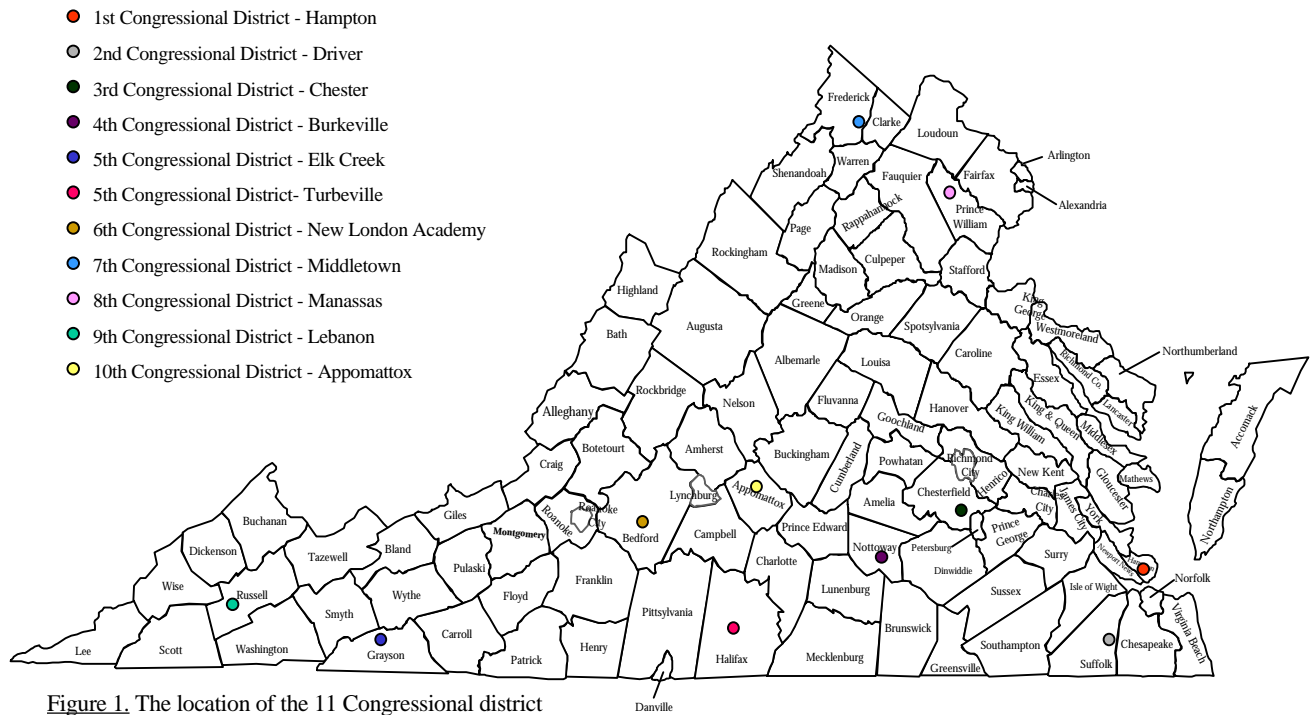 1st Congressional District - Hampton
2nd Congressional District - Driver
3rd Congressional District - Chester
4th Congressional District - Burkeville
5th Congressional District - Elk Creek
5th Congressional District- Turbeville
6th Congressional District - New London Academy
7th Congressional District - Middletown
8th Congressional District - Manassas
9th Congressional District - Lebanon
10th Congressional District - Appomattox
Frederick
Clarke
Loudoun
Arlington
Warren
Shenandoah
Fauquier
Fairfax
Alexandria
Rappahannock
Prince
William
Page
Rockingham
Culpeper
Madison
Stafford
Highland
King
George
Greene
Orange
Spotsylvania
Westmoreland
Augusta
Bath
Northumberland
Caroline
Albemarle
Louisa
Richmond Co.
Essex
Rockbridge
Nelson
Fluvanna
Hanover
Lancaster
Alleghany
Goochland
King & Queen
King William
Middlesex
Accomack
Botetourt
Amherst
Buckingham
Cumberland
Powhatan
Richmond
City
Craig
Henrico
New Kent
Mathews
Gloucester
Lynchburg
Appomattox
Chesterfield
Charles
City
James City
York
Amelia
Northampton
Giles
Roanoke
Roanoke
City
Buchanan
Montgomery
Bedford
Campbell
Prince Edward
Prince
George
Dickenson
Tazewell
Bland
Nottoway
Petersburg
Surry
Newport News
Hampton
Pulaski
Charlotte
Dinwiddie
Wise
Franklin
Norfolk
Isle of Wight
Russell
Wythe
Floyd
Lunenburg
Sussex
Smyth
Pittsylvania
Virginia Beach
Carroll
Brunswick
Southampton
Chesapeake
Lee
Scott
Washington
Grayson
Patrick
Henry
Halifax
Mecklenburg
Greensville
Suffolk
Danville
Figure 1. The location of the 11 Congressional district